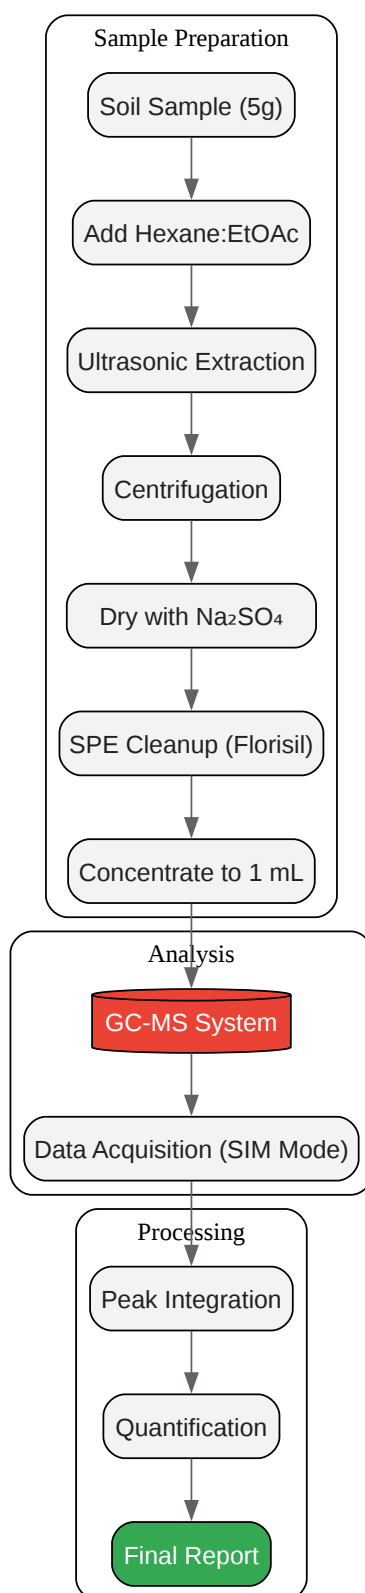 Sample Preparation
Soil Sample (5g)
Add Hexane:EtOAc
Ultrasonic Extraction
Centrifugation
Dry with Na₂SO₄
SPE Cleanup (Florisil)
Concentrate to 1 mL
Analysis
GC-MS System
Data Acquisition (SIM Mode)
Processing
Peak Integration
Quantification
Final Report